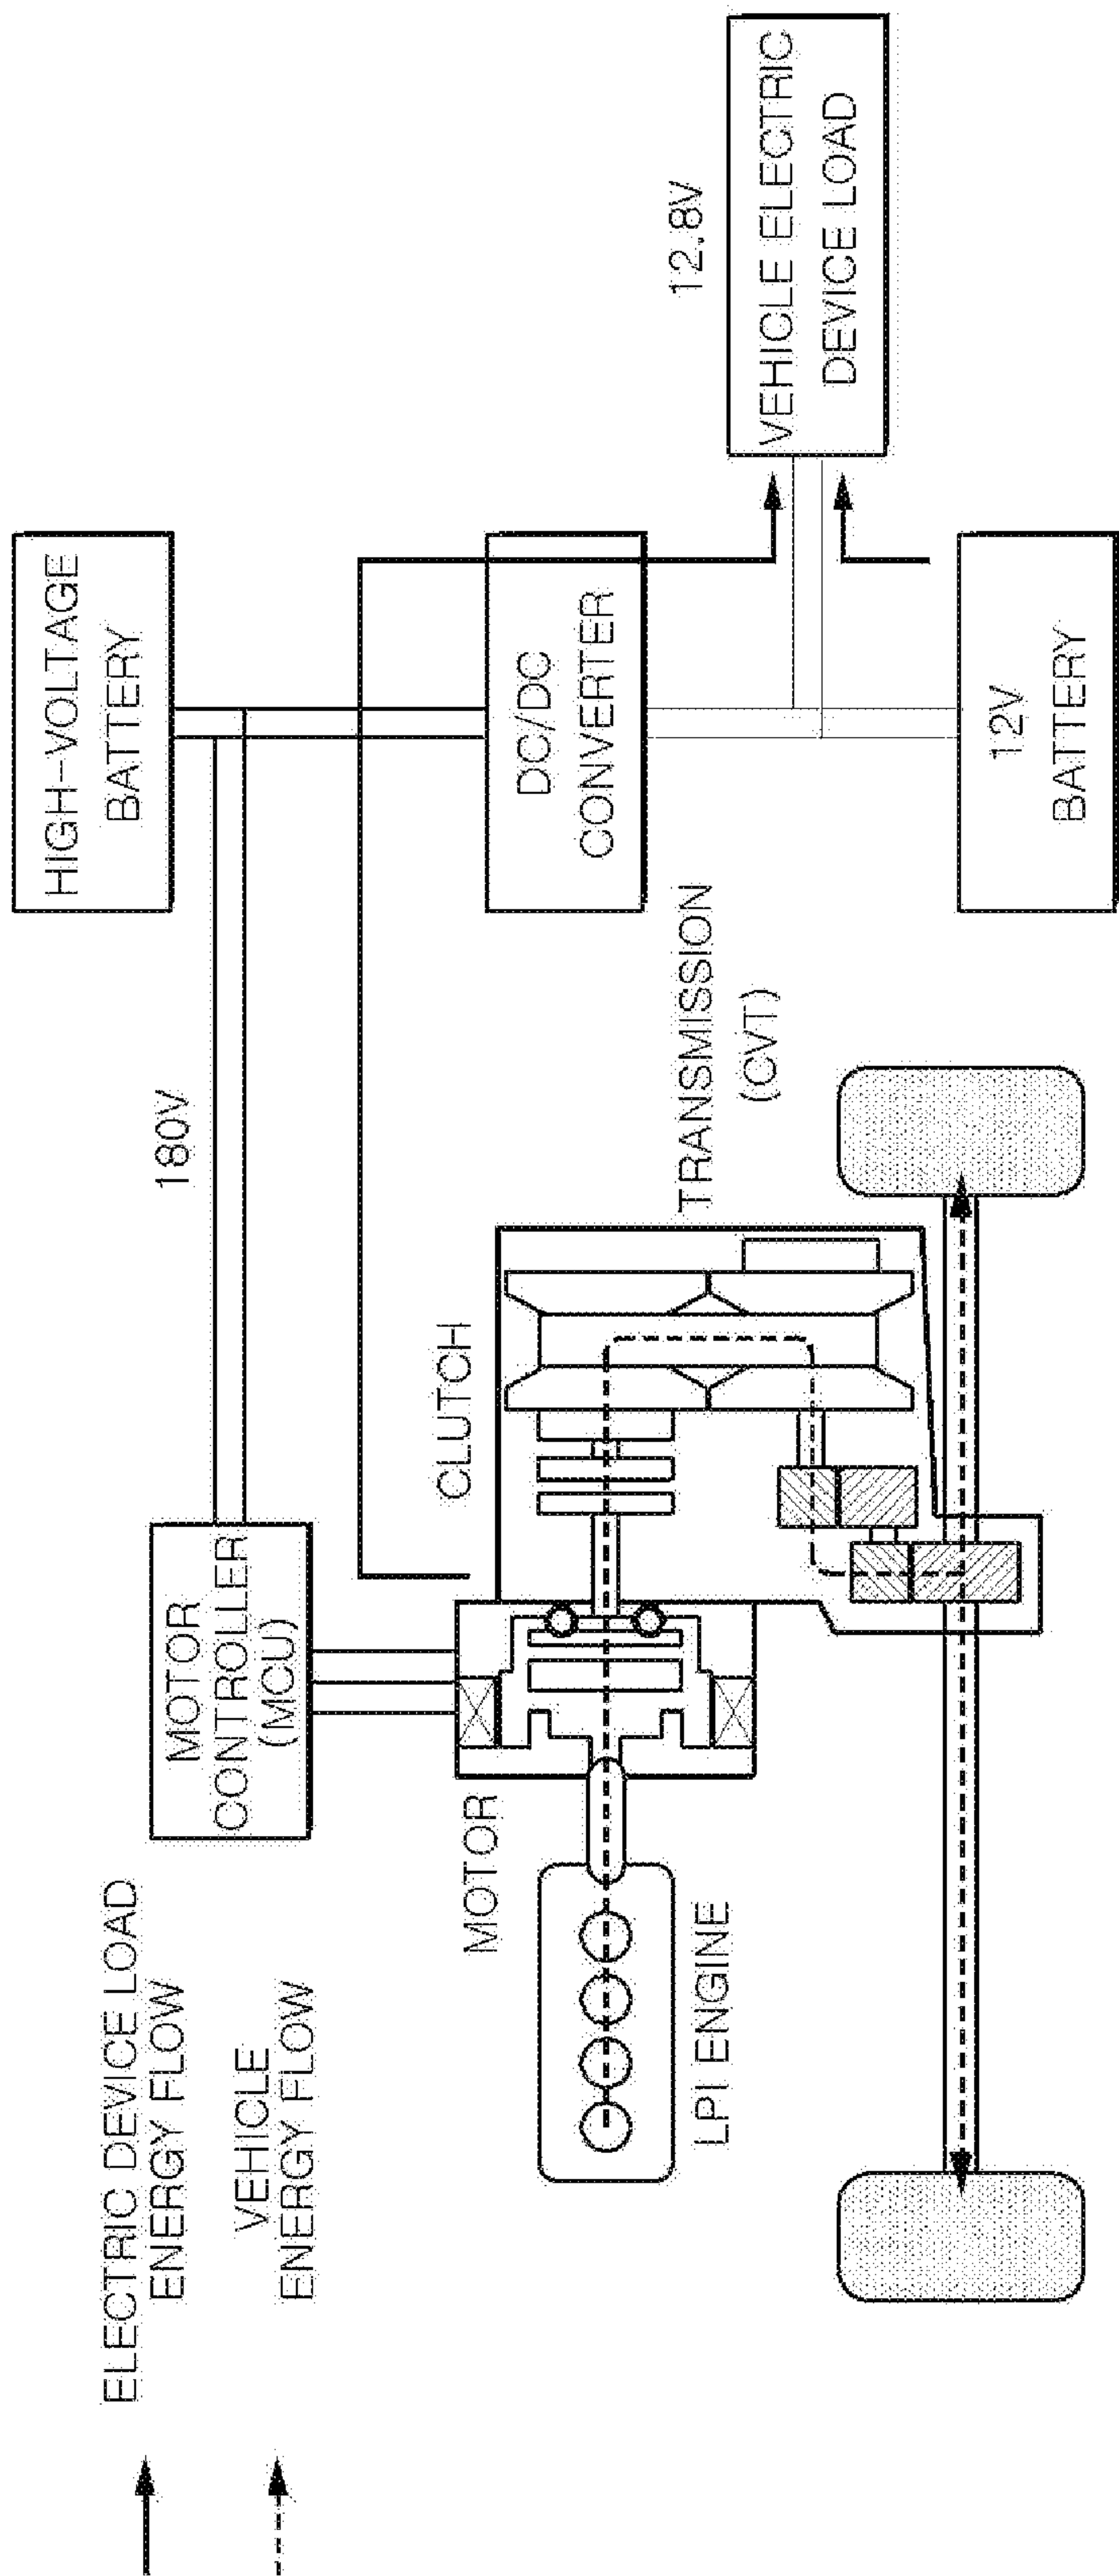 ELECTRIC DEVICE LOAD
ENERGY FLOW
VEHICLE
ENERGY FLOW
MOTOR
CONTROLLER
(MCU)
180V
HIGH-VOLTAGE
BATTERY
MOTOR
CLUTCH
LPI ENGINE
TRANSMISSION
(CVT)
DC/DC
CONVERTER
12.8V
VEHICLE ELECTRIC
DEVICE LOAD
12V
BATTERY